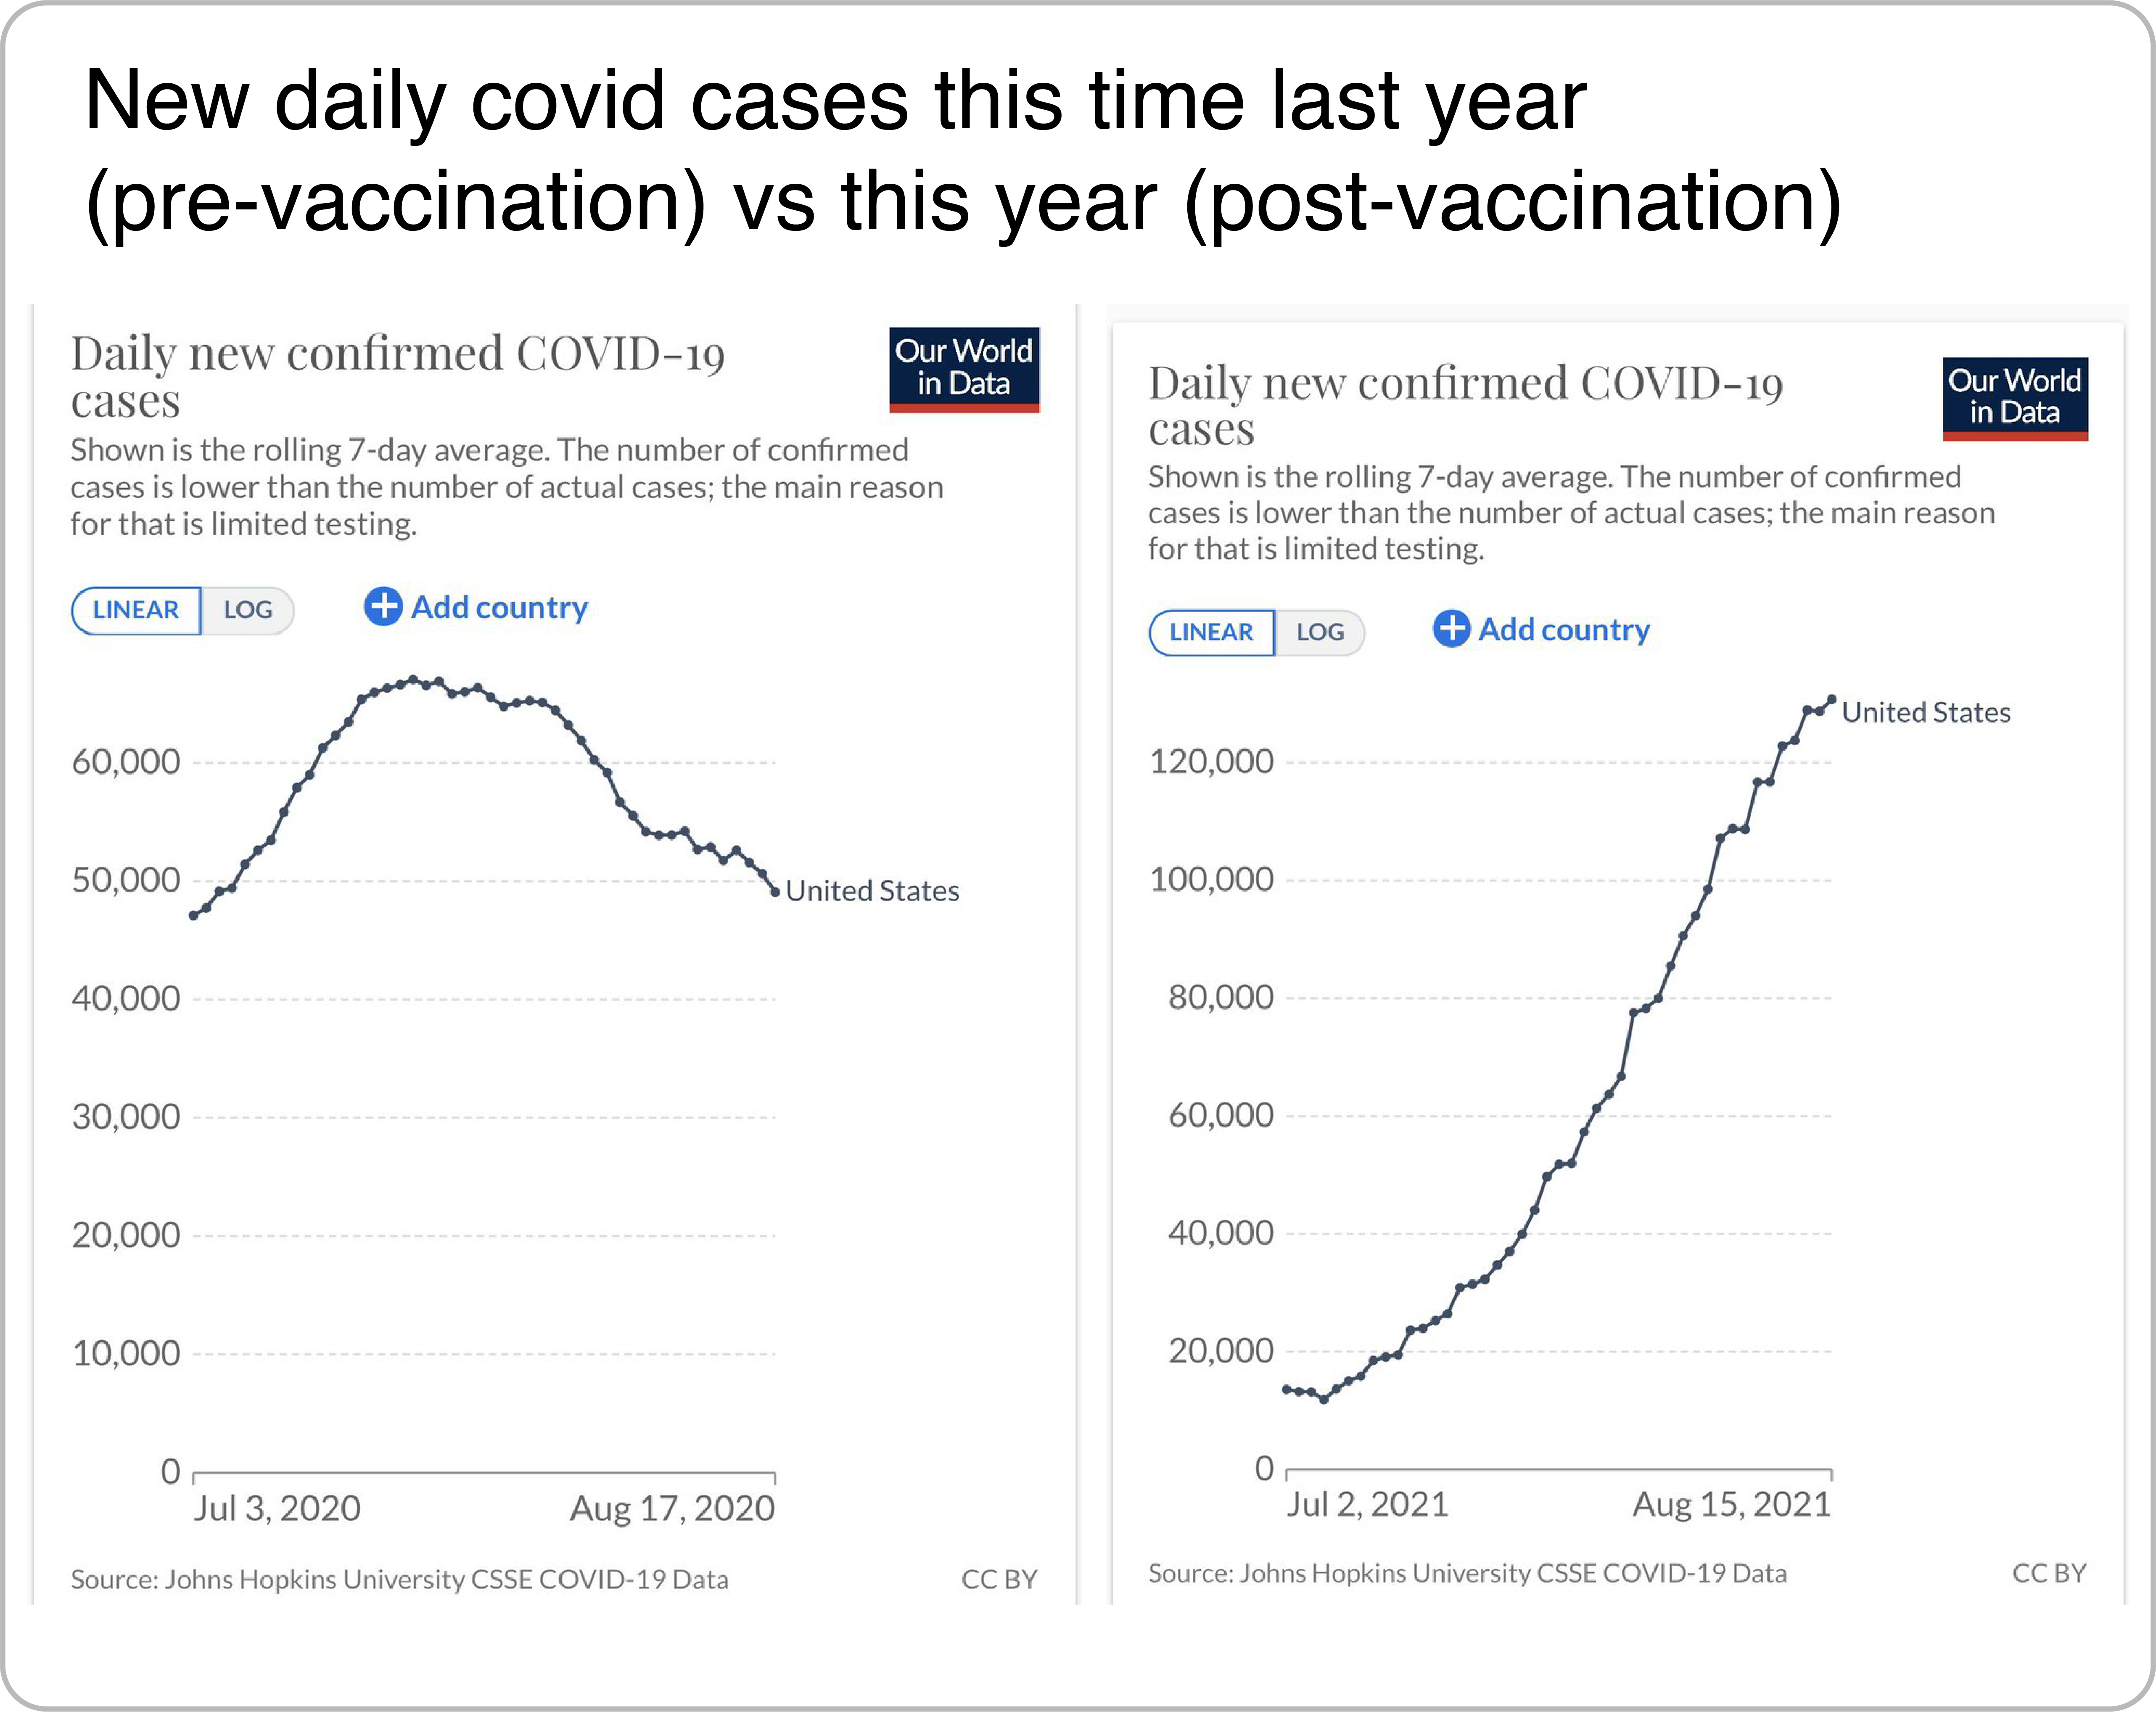 New daily covid cases this time last year
(pre-vaccination) vs this year (post-vaccination)
Daily new confirmed COVID-19
cases
Our World
in Data
Shown is the rolling 7-day average. The number of confirmed
cases is lower than the number of actual cases; the main reason
for that is limited testing.
LINEAR
LOG
Add country
60,000
50,000
United States
40,000
30,000
20,000
10,000
0
Jul 3, 2020
Aug 17, 2020
Source: Johns Hopkins University CSSE COVID-19 Data
CC BY
Daily new confirmed COVID-19
cases
Our World
in Data
Shown is the rolling 7-day average. The number of confirmed
cases is lower than the number of actual cases; the main reason
for that is limited testing.
LINEAR
LOG
Add country
United States
120,000
100,000
80,000
60,000
40,000
20,000
0
Jul 2, 2021
Aug 15, 2021
Source: Johns Hopkins University CSSE COVID-19 Data
CC BY